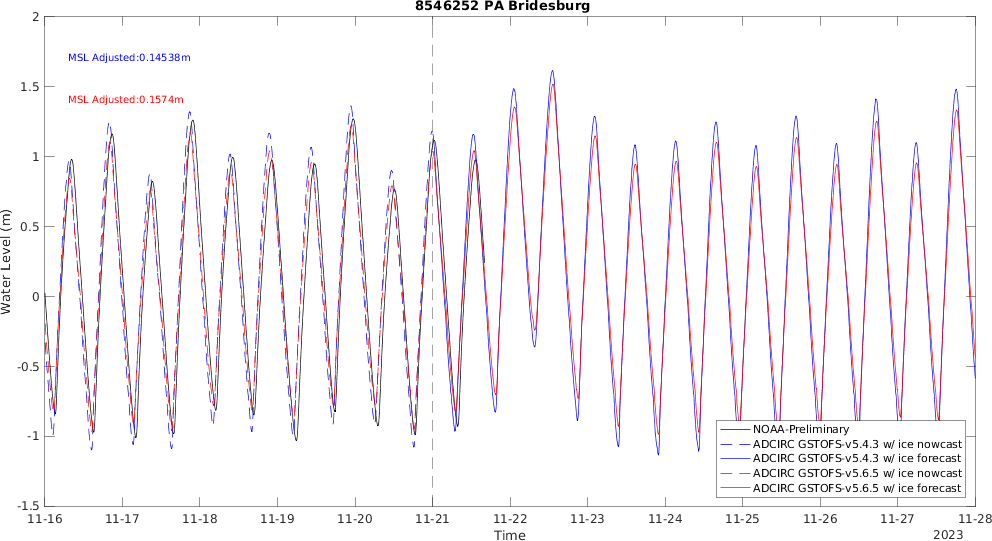 8546252 PA Bridesburg
MSL Adjusted:0.14538m
MSL Adjusted:0.1574m
Water Level (m)
2
1.5
1
0.5
0
-0.5
-1
-1.5
NOAA-Preliminary
ADCIRC GSTOFS-v5.4.3 w/ ice nowcast
ADCIRC GSTOFS-v5.4.3 w/ ice forecast
ADCIRC GSTOFS-v5.6.5 w/ ice nowcast
ADCIRC GSTOFS-v5.6.5 w/ ice forecast
11-16 11-17 11-18 11-19 11-20 11-21 11-22 11-23 11-24 11-25 11-26 11-27 11-28
Time
2023